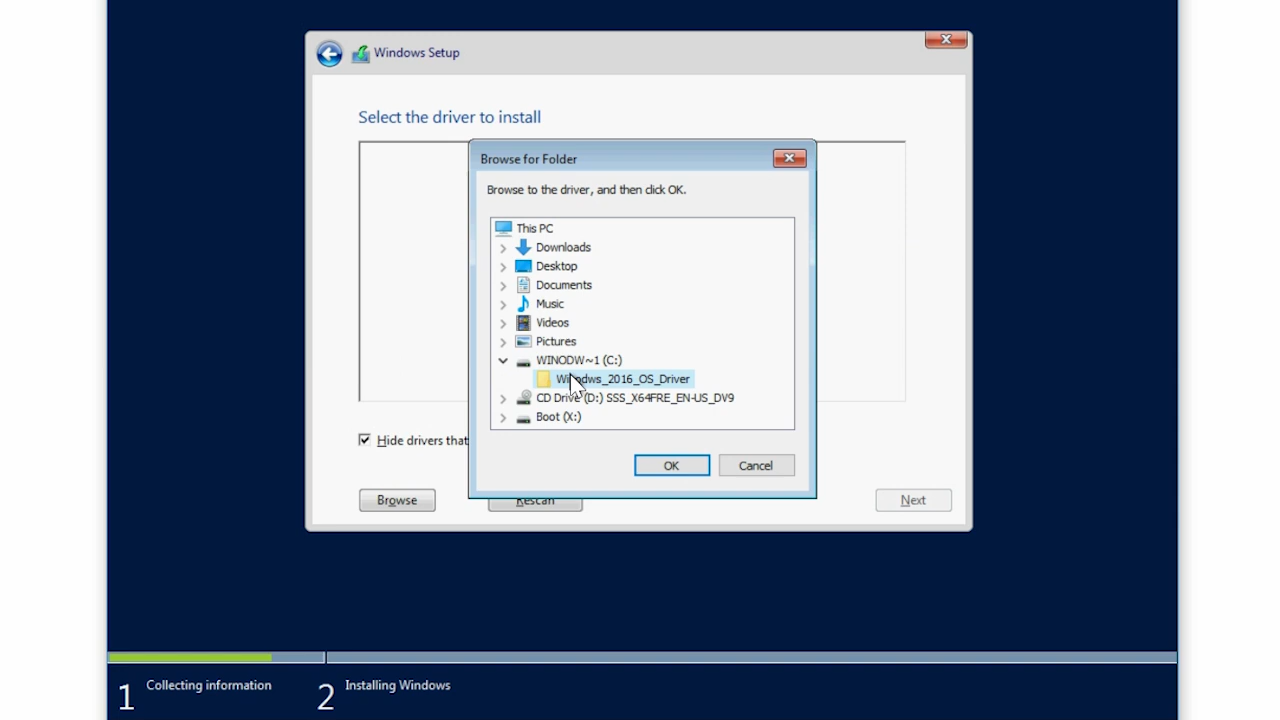 Windows Setup
Select the driver to install
Browse for Folder
Browse to the driver, and then click OK.
This PC
Downloads
Desktop
Documents
Music
Videos
Pictures
WINODW~1 (C:)
Windws_2016_OS_Driver
CD Drive (D:) SSS_X64FRE_EN-US_DV9
Boot (X:)
Hide drivers that
OK
Cancel
Browse
Rescan
Next
1 Collecting information
2 Installing Windows